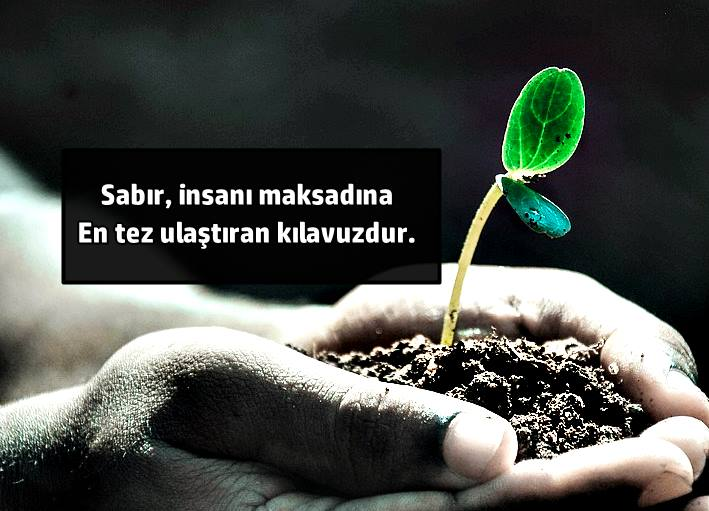 Sabır, insanı maksadına
En tez ulaştıran kılavuzdur.